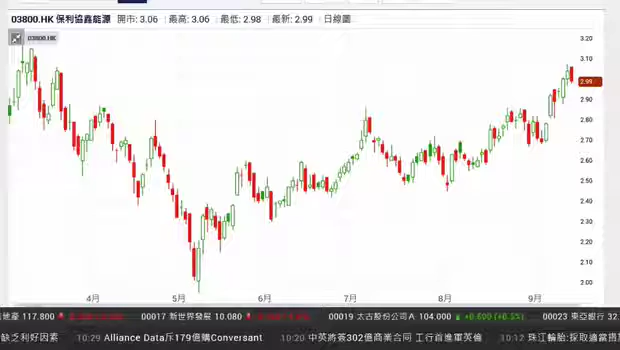 03800.HK 保利協鑫能源 開市: 3.06 最高: 3.06 最低: 2.98 最新: 2.99 日線圖
03800.HK
3.20
3.10
2.99
2.90
2.80
2.70
2.60
2.50
2.40
2.30
2.20
2.10
2.00
4月 5月 6月 7月 8月 9月
地產 117.800 00017 新世界發展 10.080 00019 太古股份公司A 104.000 +0.500 (+0.5%) 00023 東亞銀行 32.
缺乏利好因素 10:29 Alliance Data斥179億購Conversant 10:20 中英將簽302億商業合同 工行首進軍英倫 10:12 珠江輪胎:採取適當措